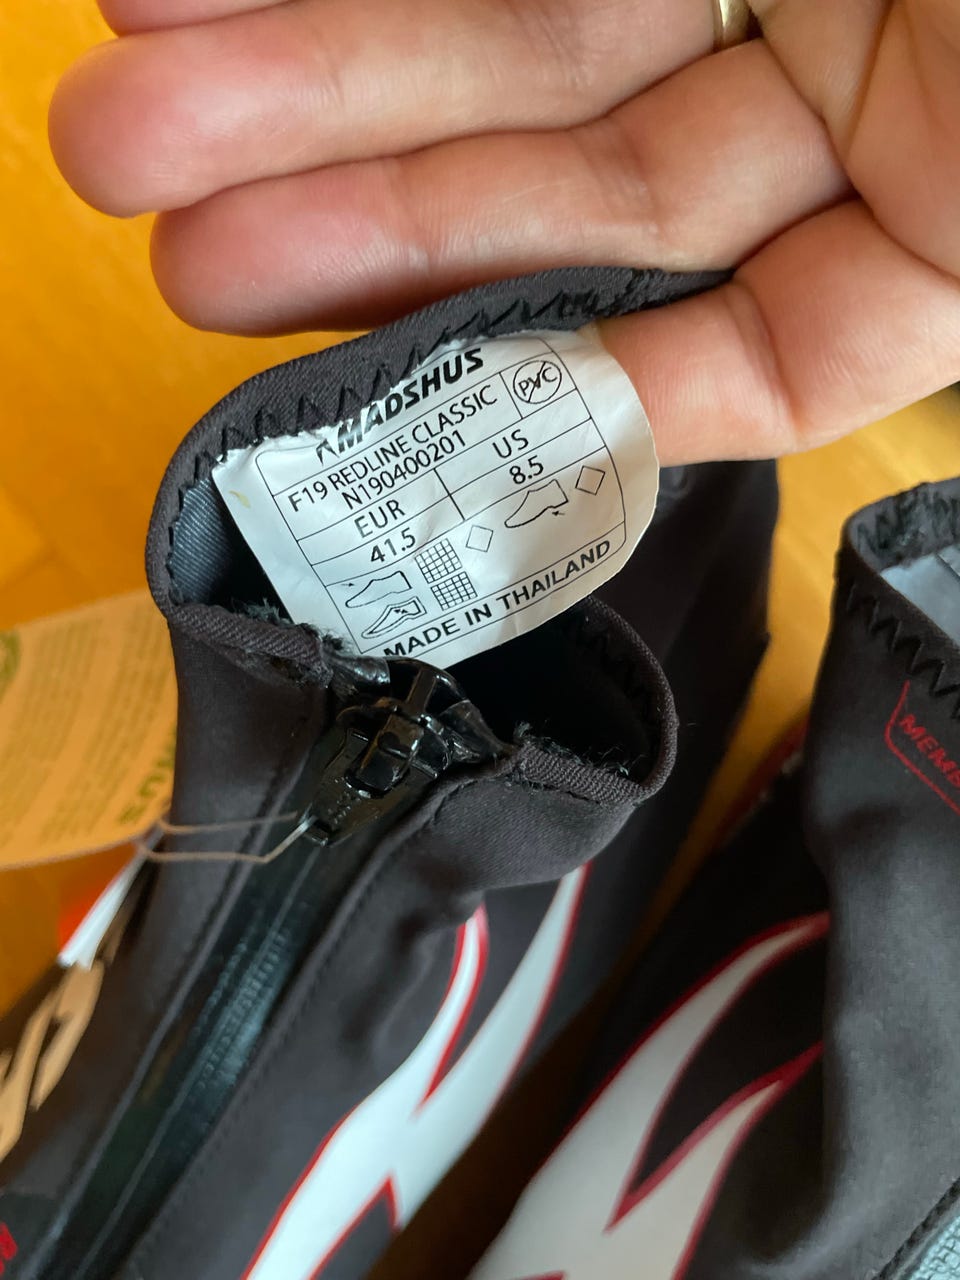 MADSHUS
F19 REDLINE CLASSIC
PVC
N190400201
EUR
US
41.5
8.5
MADE IN THAILAND